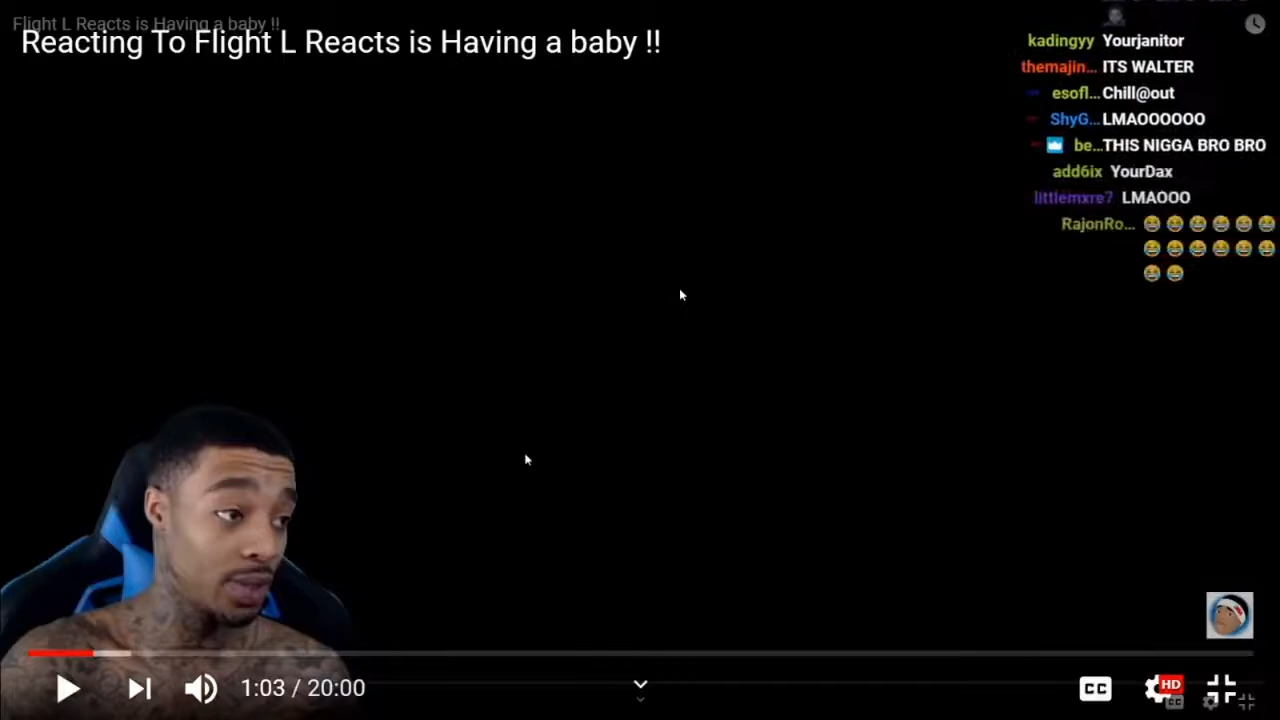 Flight L Reacts is Having a baby !!
Reacting To Flight L Reacts is Having a baby !!
kadingyy Yourjanitor
themajin... ITS WALTER
esofl... Chill@out
ShyG... LMAOOOOOO
be... THIS NIGGA BRO BRO
add6ix YourDax
littlemxre7 LMAOOO
RajonRo... 😂😂😂😂😂😂
😂😂😂😂😂😂
😂😂
1:03 / 20:00
CC
HD
CC